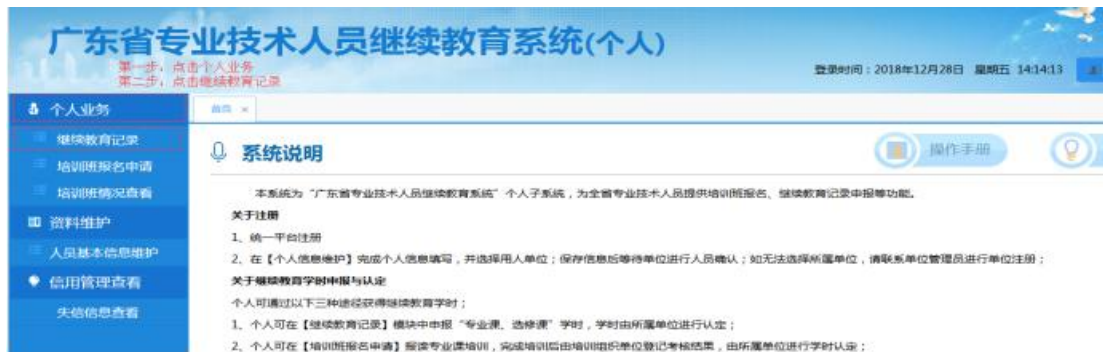 广东省专业技术人员继续教育系统(个人)
第一步，点击个人业务
第二步，点击继续教育记录
登录时间：2018年12月28日 星期五 14:14:13
个人业务
首页 ×
继续教育记录
培训班报名申请
培训班情况查看
资料维护
人员基本信息维护
信用管理查看
失信信息查看
系统说明
操作手册
本系统为“广东省专业技术人员继续教育系统”个人子系统，为全省专业技术人员提供培训班报名、继续教育记录申报等功能。
关于注册
1、统一平台注册
2、在【个人信息维护】完成个人信息填写，并选择用人单位；保存信息后等待单位进行人员确认；如无法选择所属单位，请联系单位管理员进行单位注册；
关于继续教育学时申报与认定
个人可通过以下三种途径获得继续教育学时；
1、个人可在【继续教育记录】模块中申报“专业课、选修课”学时，学时由所属单位进行认定；
2、个人可在【培训班报名申请】报读专业课培训，完成培训后由培训组织单位登记考核结果，由所属单位进行学时认定；